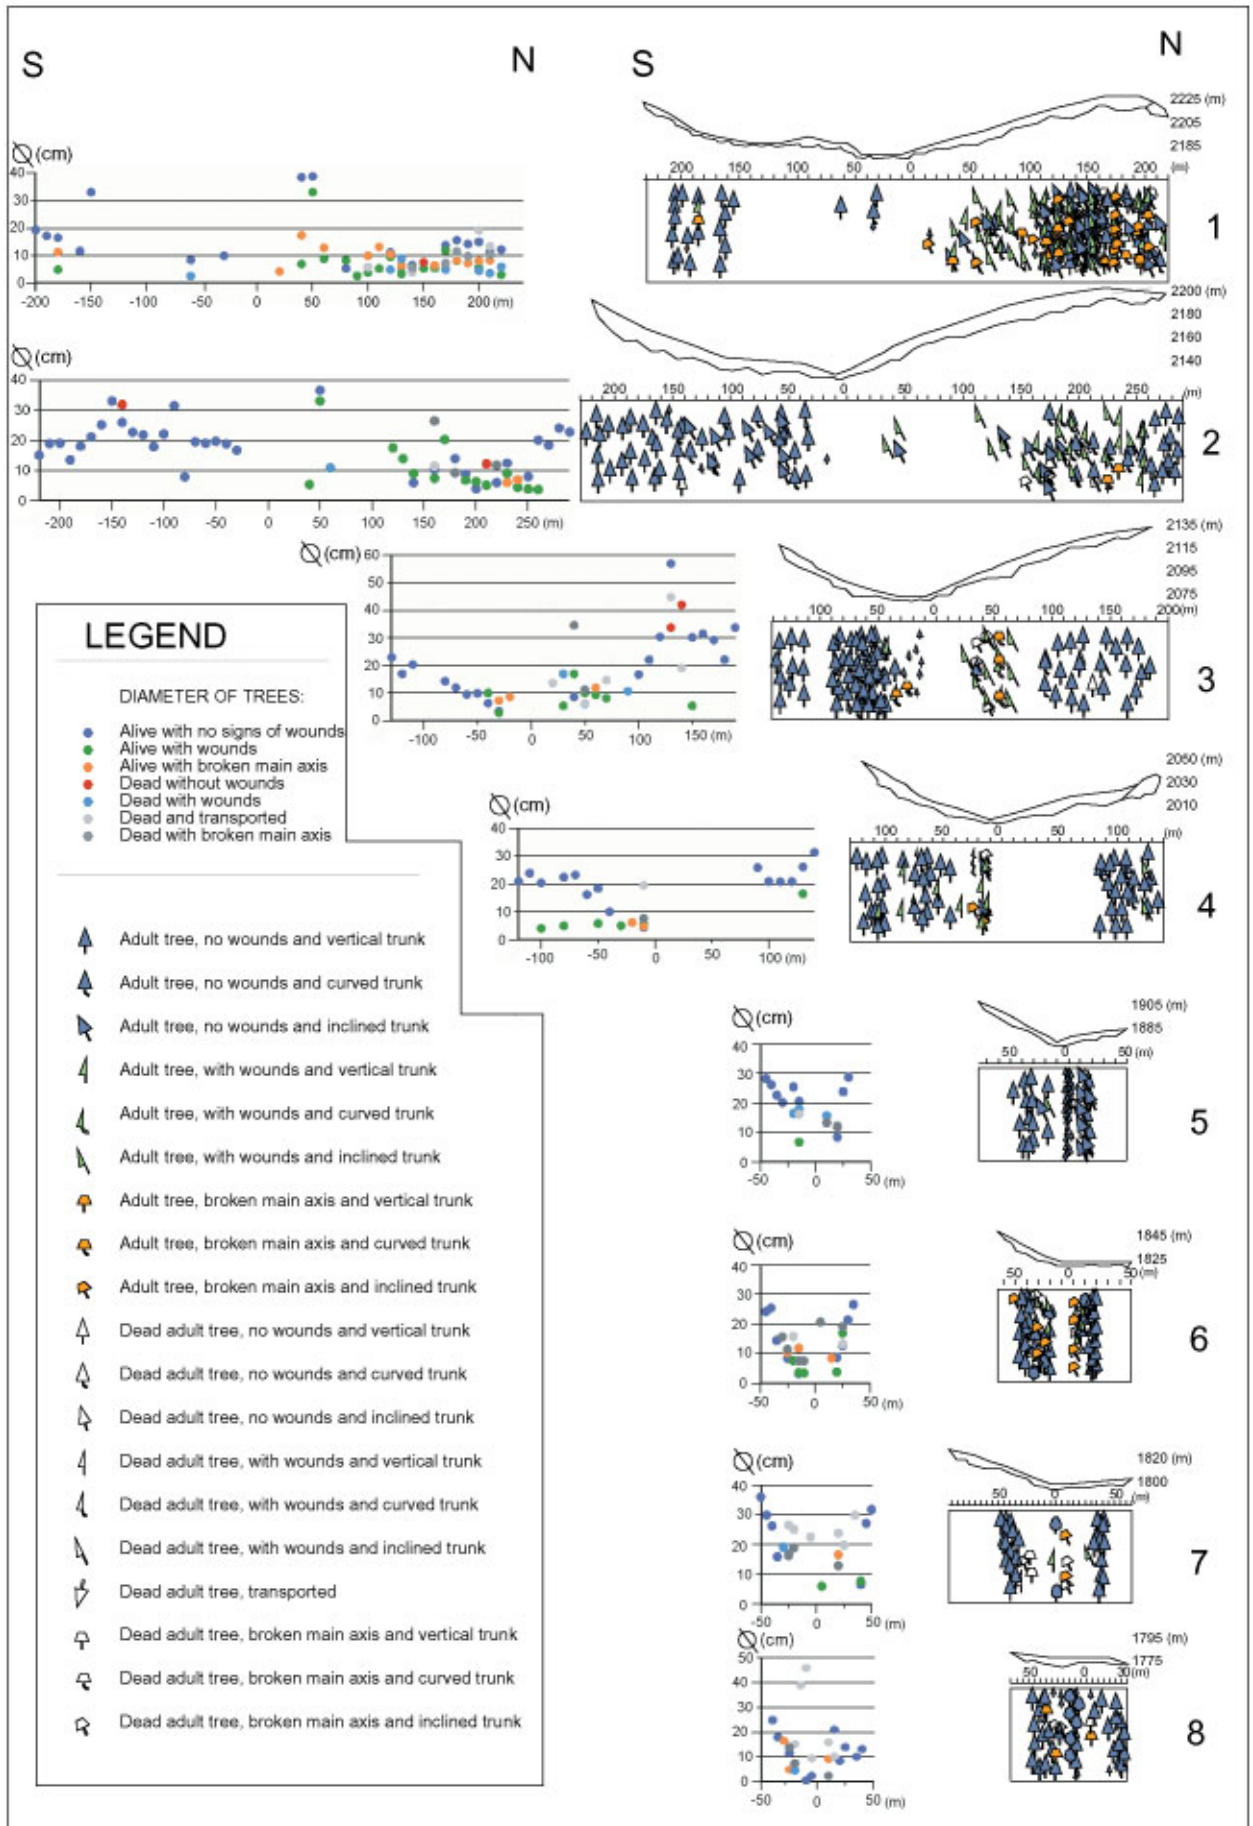 S N S N
2225 (m)
2205
2185
Ø (cm)
200 150 100 50 0 50 100 150 200 (m)
40
30
20
10
0
1
-200 -150 -100 -50 0 50 100 150 200 (m)
2200 (m)
2180
2160
2140
Ø (cm)
200 150 100 50 0 50 100 150 200 250 (m)
40
30
20
10
0
2
-200 -150 -100 -50 0 50 100 150 200 250 (m)
2135 (m)
2115
2095
2075
Ø (cm)
100 50 0 50 100 150 200(m)
60
50
40
30
20
10
0
3
-100 -50 0 50 100 150 (m)
LEGEND
DIAMETER OF TREES:
Alive with no signs of wounds
Alive with wounds
Alive with broken main axis
Dead without wounds
Dead with wounds
Dead and transported
Dead with broken main axis
2050 (m)
2030
2010
Ø (cm)
100 50 0 50 100 (m)
40
30
20
10
0
4
-100 -50 0 50 100 (m)
Adult tree, no wounds and vertical trunk
Adult tree, no wounds and curved trunk
Adult tree, no wounds and inclined trunk
Adult tree, with wounds and vertical trunk
Adult tree, with wounds and curved trunk
Adult tree, with wounds and inclined trunk
Adult tree, broken main axis and vertical trunk
Adult tree, broken main axis and curved trunk
Adult tree, broken main axis and inclined trunk
Dead adult tree, no wounds and vertical trunk
Dead adult tree, no wounds and curved trunk
Dead adult tree, no wounds and inclined trunk
Dead adult tree, with wounds and vertical trunk
Dead adult tree, with wounds and curved trunk
Dead adult tree, with wounds and inclined trunk
Dead adult tree, transported
Dead adult tree, broken main axis and vertical trunk
Dead adult tree, broken main axis and curved trunk
Dead adult tree, broken main axis and inclined trunk
1905 (m)
1885
Ø (cm)
50 0 50 (m)
40
30
20
10
0
5
-50 0 50 (m)
1845 (m)
1825
Ø (cm)
50 0 50(m)
40
30
20
10
0
6
-50 0 50 (m)
1820 (m)
1800
Ø (cm)
50 0 50 (m)
40
30
20
10
0
7
-50 0 50 (m)
1795 (m)
1775
Ø (cm)
50 0 30(m)
50
40
30
20
10
0
8
-50 0 50 (m)